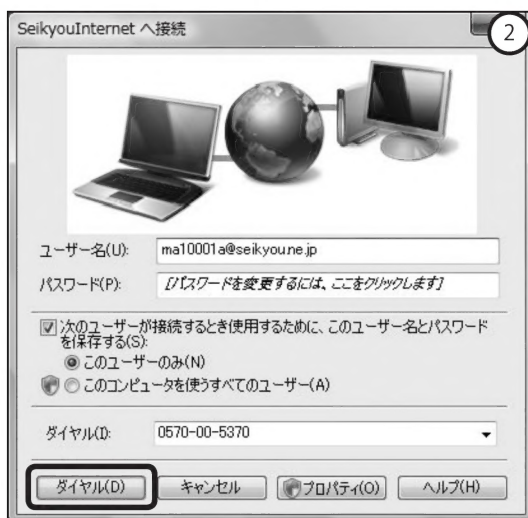 SeikyouInternet へ接続
2
ユーザー名(U):
ma10001a@seikyou.ne.jp
パスワード(P):
[パスワードを変更するには、ここをクリックします]
次のユーザーが接続するとき使用するために、このユーザー名とパスワード
を保存する(S):
このユーザーのみ(N)
このコンピュータを使うすべてのユーザー(A)
ダイヤル(I):
0570-00-5370
ダイヤル(D)
キャンセル
プロパティ(O)
ヘルプ(H)